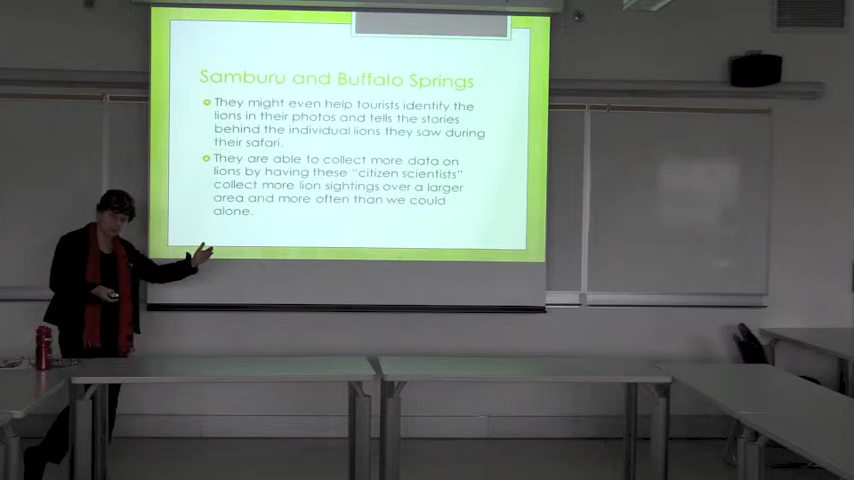 Samburu and Buffalo Springs
They might even help tourists identify the
lions in their photos and tells the stories
behind the individual lions they saw during
their safari.
They are able to collect more data on
lions by having these "citizen scientists"
collect more lion sightings over a larger
area and more often than we could
alone.